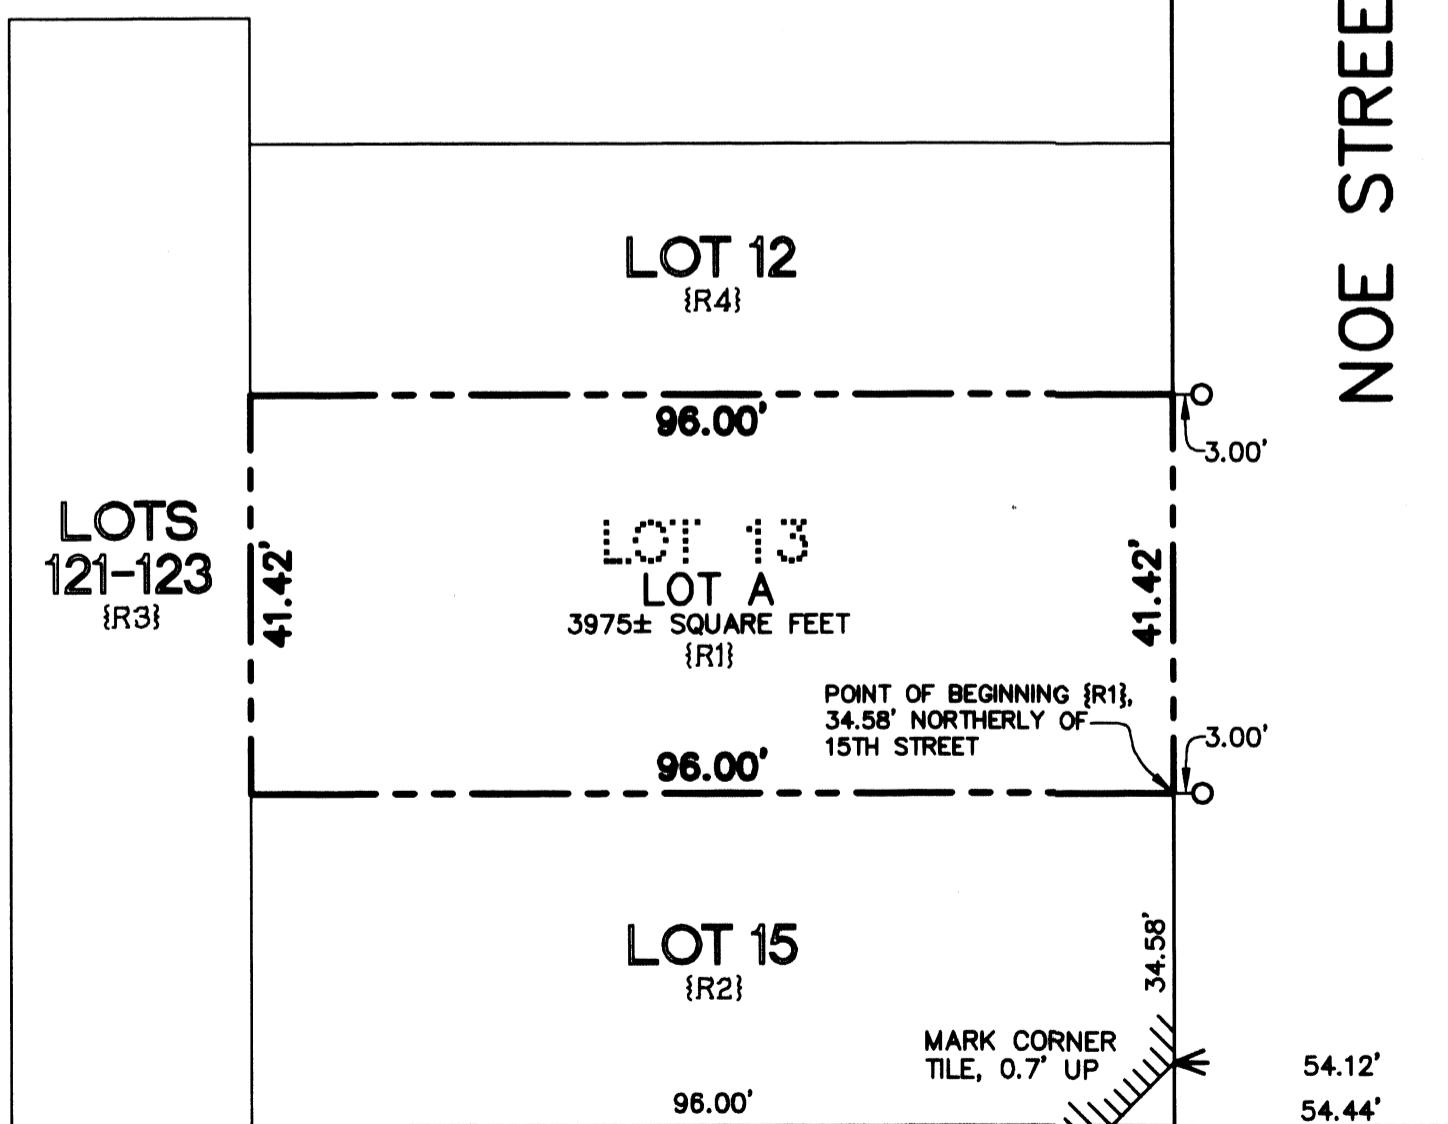 NOE STREE
LOT 12
{R4}
96.00'
3.00'
LOTS
121-123
{R3}
41.42'
LOT 13
LOT A
3975± SQUARE FEET
{R1}
41.42'
POINT OF BEGINNING {R1},
34.58' NORTHERLY OF
15TH STREET
3.00'
96.00'
LOT 15
{R2}
34.58'
MARK CORNER
TILE, 0.7' UP
54.12'
96.00'
54.44'